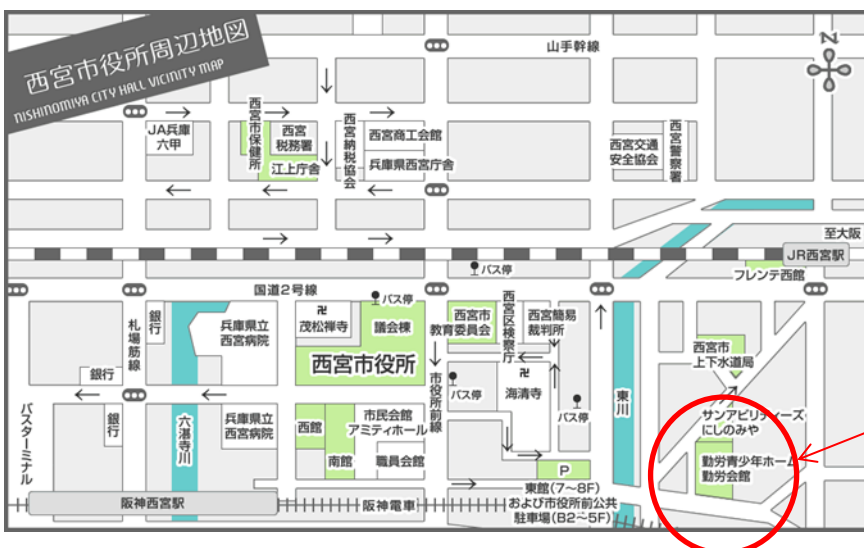 西宮市役所周辺地図
NISHINOMIYA CITY HALL VICINITY MAP
山手幹線
Z
JA兵庫
六甲
西宮市保健所
西宮
税務署
江上庁舎
西宮納税協会
西宮商工会館
兵庫県西宮庁舎
西宮交通
安全協会
西宮警察署
至大阪
JR西宮駅
フレンテ西館
バス停
国道2号線
バス停
札場筋線
銀行
兵庫県立
西宮病院
卍
茂松禅寺
議会棟
西宮市役所
西宮市
教育委員会
西宮区検察庁
西宮簡易
裁判所
西宮市
上下水道局
銀行
市役所前線
バス停
卍
海清寺
バス停
東川
サンアビリティーズ
にしのみや
バスターミナル
銀行
六湛寺川
兵庫県立
西宮病院
西館
南館
市民会館
アミティホール
職員会館
勤労青少年ホーム
勤労会館
P
東館(7~8F)
および市役所前公共
駐車場(B2~5F)
阪神西宮駅
阪神電車